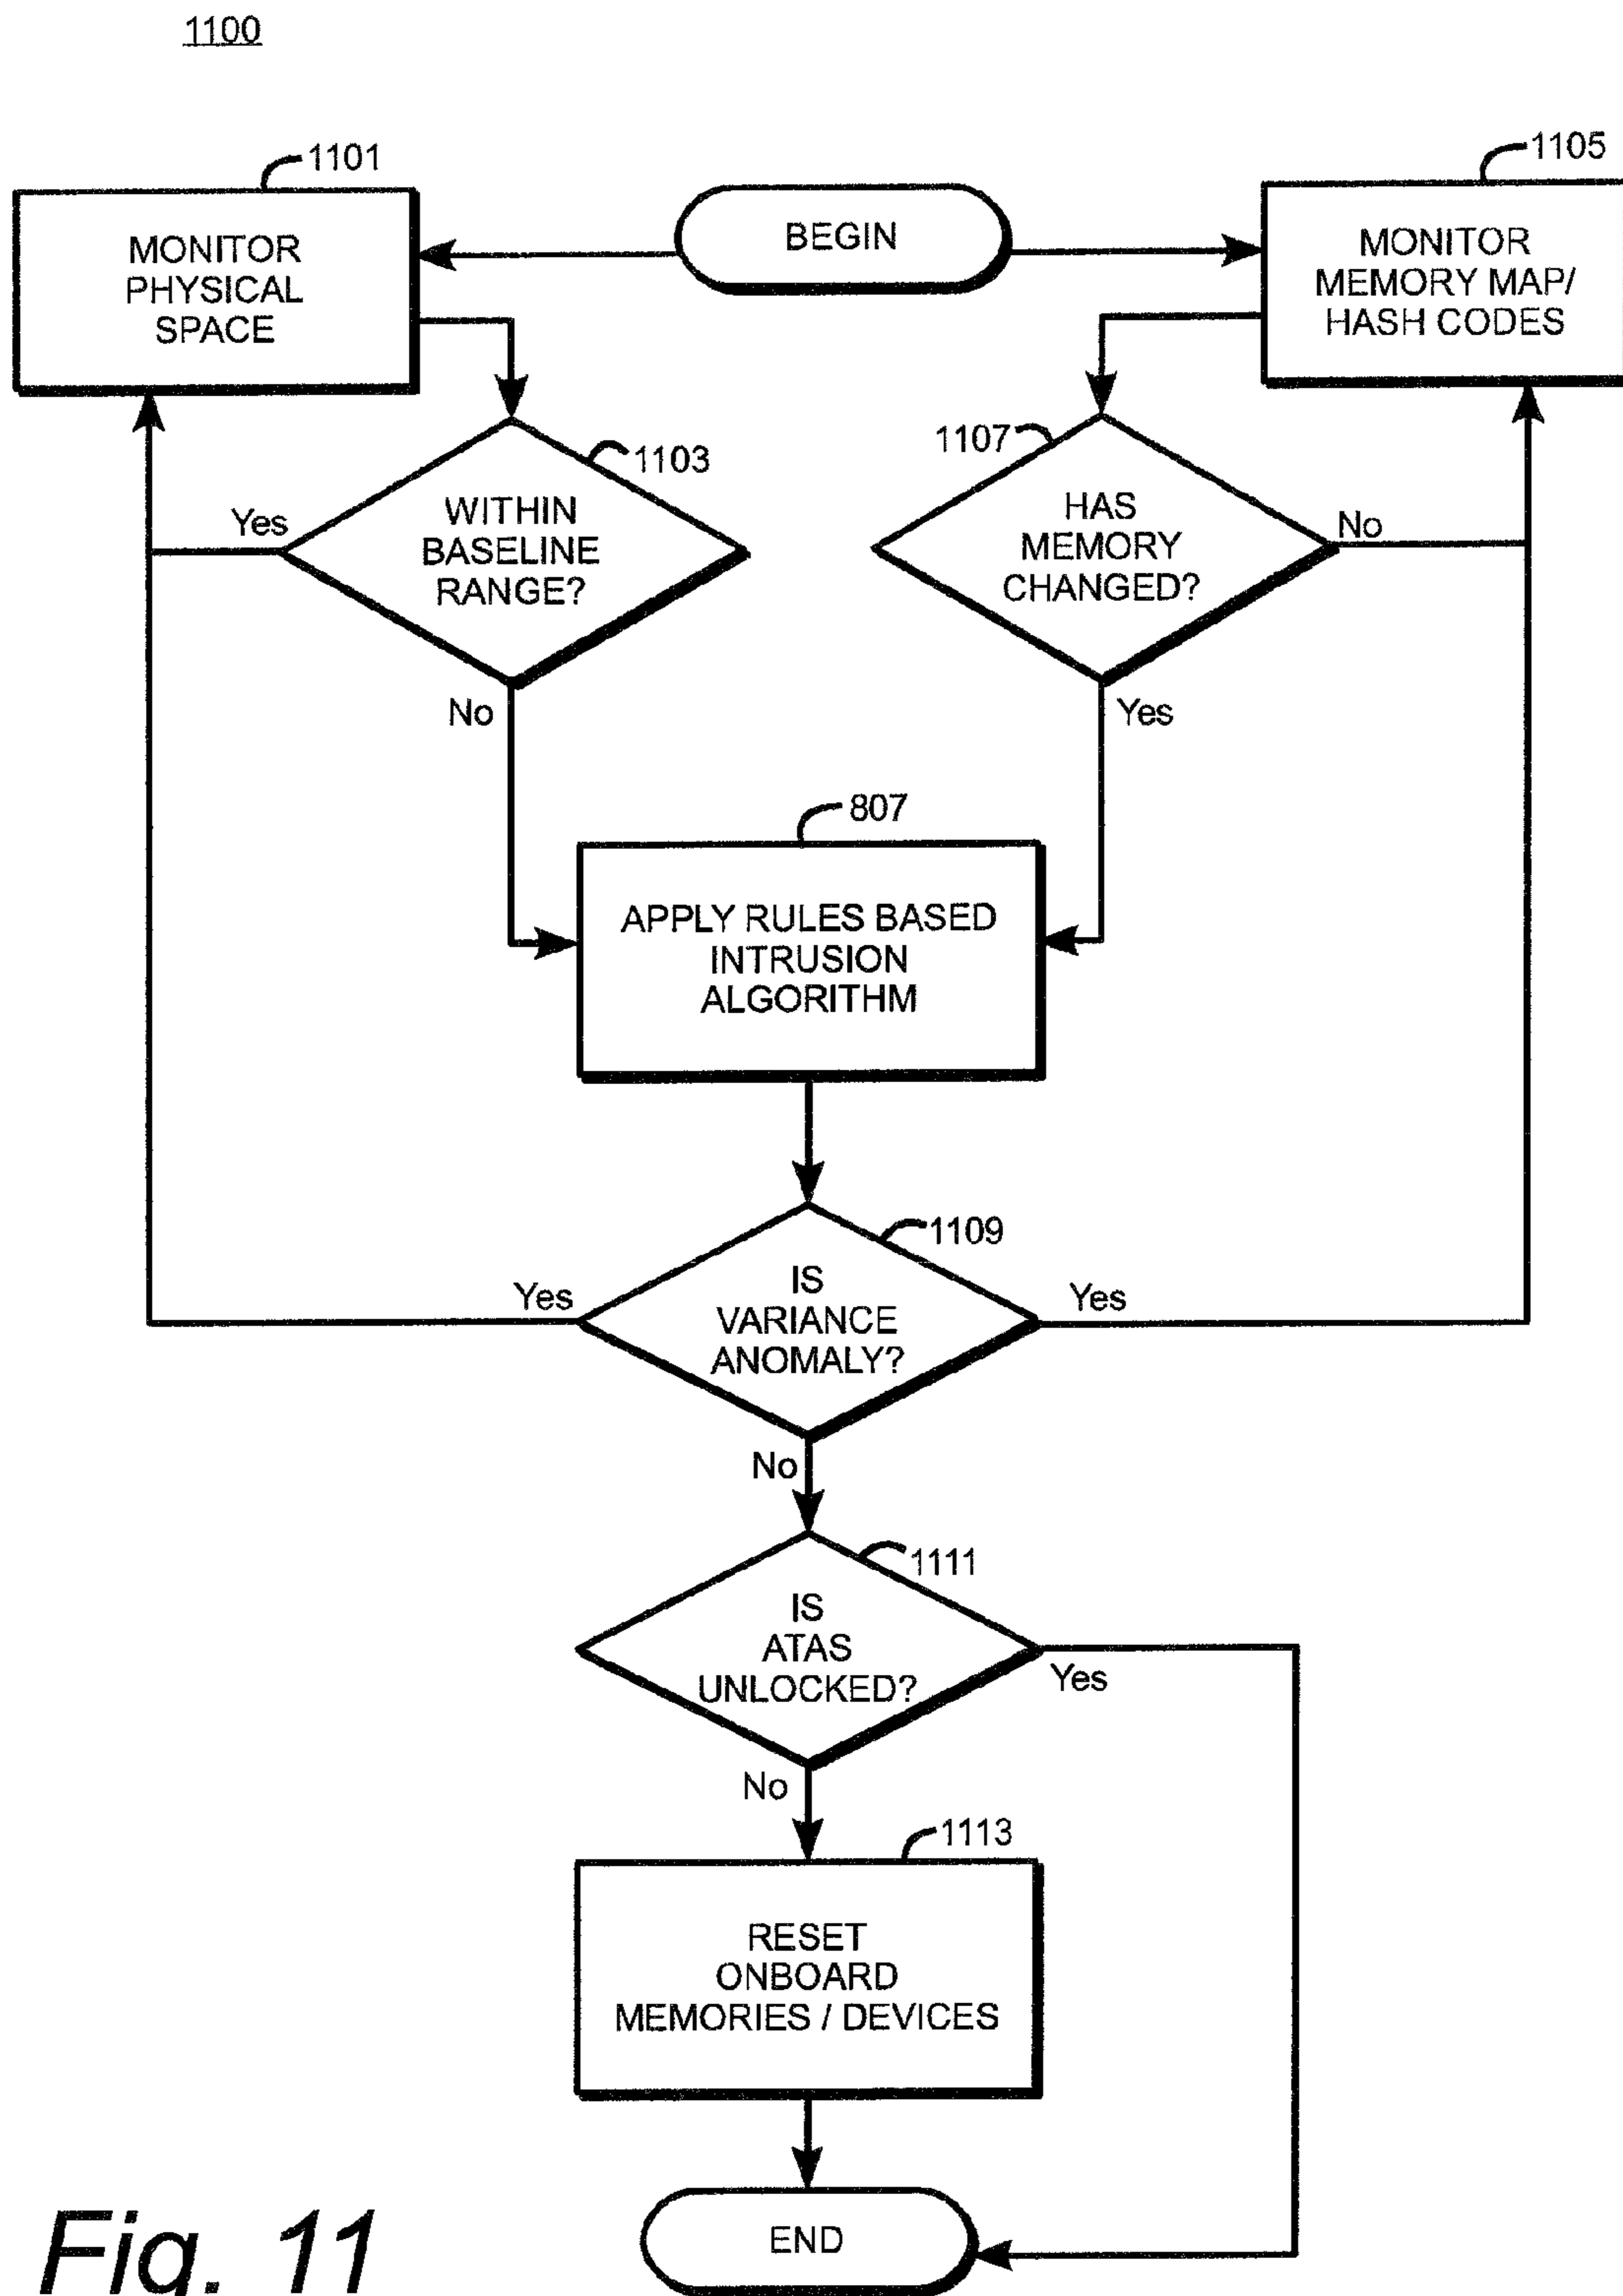 1100
1101
MONITOR
PHYSICAL
SPACE
BEGIN
1105
MONITOR
MEMORY MAP/
HASH CODES
1103
WITHIN
BASELINE
RANGE?
Yes
No
1107
HAS
MEMORY
CHANGED?
No
Yes
807
APPLY RULES BASED
INTRUSION
ALGORITHM
1109
IS
VARIANCE
ANOMALY?
Yes
Yes
No
1111
IS
ATAS
UNLOCKED?
Yes
No
1113
RESET
ONBOARD
MEMORIES / DEVICES
END
Fig. 11